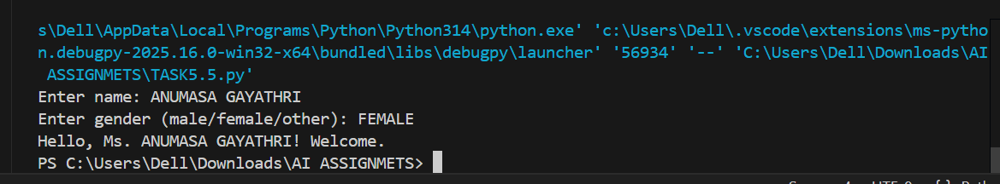 s\Dell\AppData\Local\Programs\Python\Python314\python.exe' 'c:\Users\Dell\.vscode\extensions\ms-pytho
n.debugpy-2025.16.0-win32-x64\bundled\libs\debugpy\launcher' '56934' '--' 'C:\Users\Dell\Downloads\AI
ASSIGNMETS\TASK5.5.py'
Enter name: ANUMASA GAYATHRI
Enter gender (male/female/other): FEMALE
Hello, Ms. ANUMASA GAYATHRI! Welcome.
PS C:\Users\Dell\Downloads\AI ASSIGNMETS>